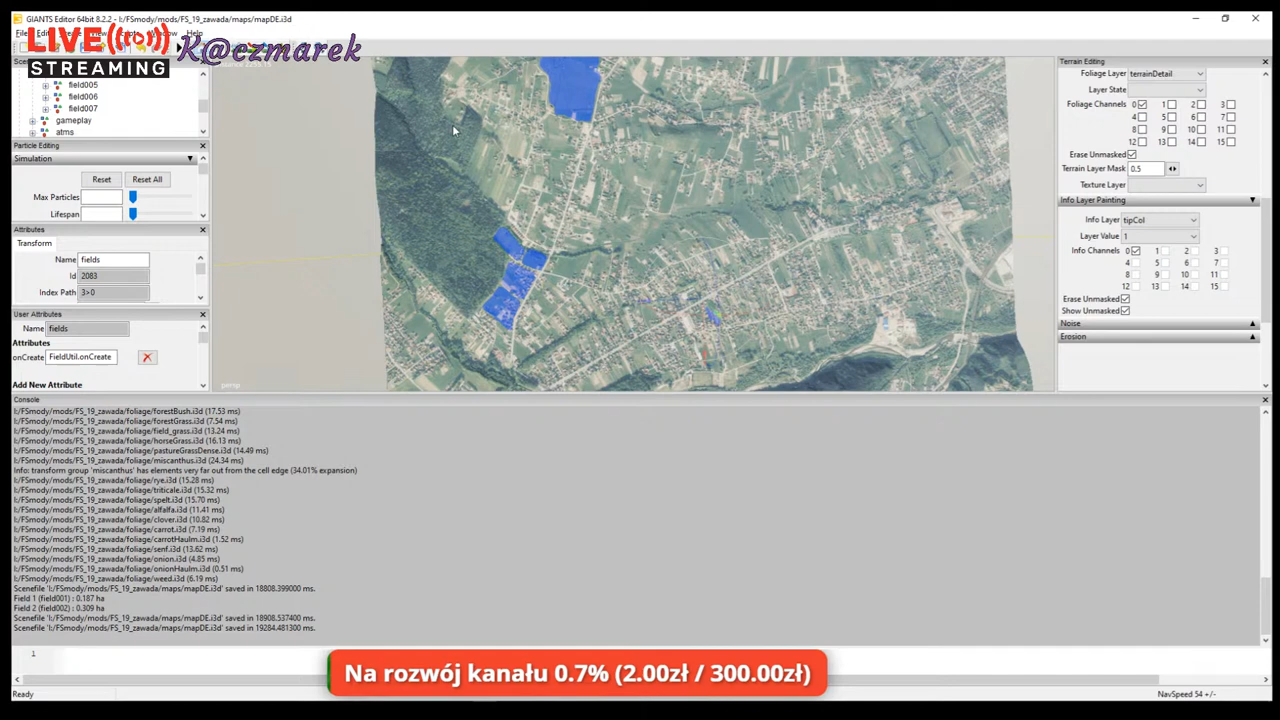 GIANTS Editor 64bit 8.2.2 - I:/FSmody/mods/FS_19_zawada/maps/mapDE.i3d
Help
LIVE
STREAMING
K@czmarek
field005
field006
field007
gameplay
atms
Particle Editing
Simulation
Reset
Reset All
Max Particles
Lifespan
Attributes
Transform
Name
fields
Id
2083
Index Path
3>0
User Attributes
Name
fields
Attributes
onCreate
FieldUtil.onCreate
Add New Attribute
persp
Terrain Editing
Foliage Layer
terrainDetail
Layer State
Foliage Channels 0 1 2 3
4 5 6 7
8 9 10 11
12 13 14 15
Erase Unmasked
Terrain Layer Mask
0.5
Texture Layer
Info Layer Painting
Info Layer
tipCol
Layer Value
1
Info Channels 0 1 2 3
4 5 6 7
8 9 10 11
12 13 14 15
Erase Unmasked
Show Unmasked
Noise
Erosion
Console
I:/FSmody/mods/FS_19_zawada/foliage/forestBush.i3d (17.53 ms)
I:/FSmody/mods/FS_19_zawada/foliage/forestGrass.i3d (7.54 ms)
I:/FSmody/mods/FS_19_zawada/foliage/field_grass.i3d (13.24 ms)
I:/FSmody/mods/FS_19_zawada/foliage/horseGrass.i3d (16.13 ms)
I:/FSmody/mods/FS_19_zawada/foliage/pastureGrassDense.i3d (14.49 ms)
I:/FSmody/mods/FS_19_zawada/foliage/miscanthus.i3d (24.34 ms)
Info: transform group 'miscanthus' has elements very far out from the cell edge (34.01% expansion)
I:/FSmody/mods/FS_19_zawada/foliage/rye.i3d (15.28 ms)
I:/FSmody/mods/FS_19_zawada/foliage/triticale.i3d (15.32 ms)
I:/FSmody/mods/FS_19_zawada/foliage/spelt.i3d (15.70 ms)
I:/FSmody/mods/FS_19_zawada/foliage/alfalfa.i3d (11.41 ms)
I:/FSmody/mods/FS_19_zawada/foliage/clover.i3d (10.82 ms)
I:/FSmody/mods/FS_19_zawada/foliage/carrot.i3d (7.19 ms)
I:/FSmody/mods/FS_19_zawada/foliage/carrotHaulm.i3d (1.52 ms)
I:/FSmody/mods/FS_19_zawada/foliage/senf.i3d (13.62 ms)
I:/FSmody/mods/FS_19_zawada/foliage/onion.i3d (4.85 ms)
I:/FSmody/mods/FS_19_zawada/foliage/onionHaulm.i3d (0.51 ms)
I:/FSmody/mods/FS_19_zawada/foliage/weed.i3d (6.19 ms)
Scenefile 'I:/FSmody/mods/FS_19_zawada/maps/mapDE.i3d' saved in 18808.399000 ms.
Field 1 (field001) : 0.187 ha
Field 2 (field002) : 0.309 ha
Scenefile 'I:/FSmody/mods/FS_19_zawada/maps/mapDE.i3d' saved in 18908.537400 ms.
Scenefile 'I:/FSmody/mods/FS_19_zawada/maps/mapDE.i3d' saved in 19284.481300 ms.
1
Na rozwój kanału 0.7% (2.00zł / 300.00zł)
Ready
NavSpeed 54 +/-